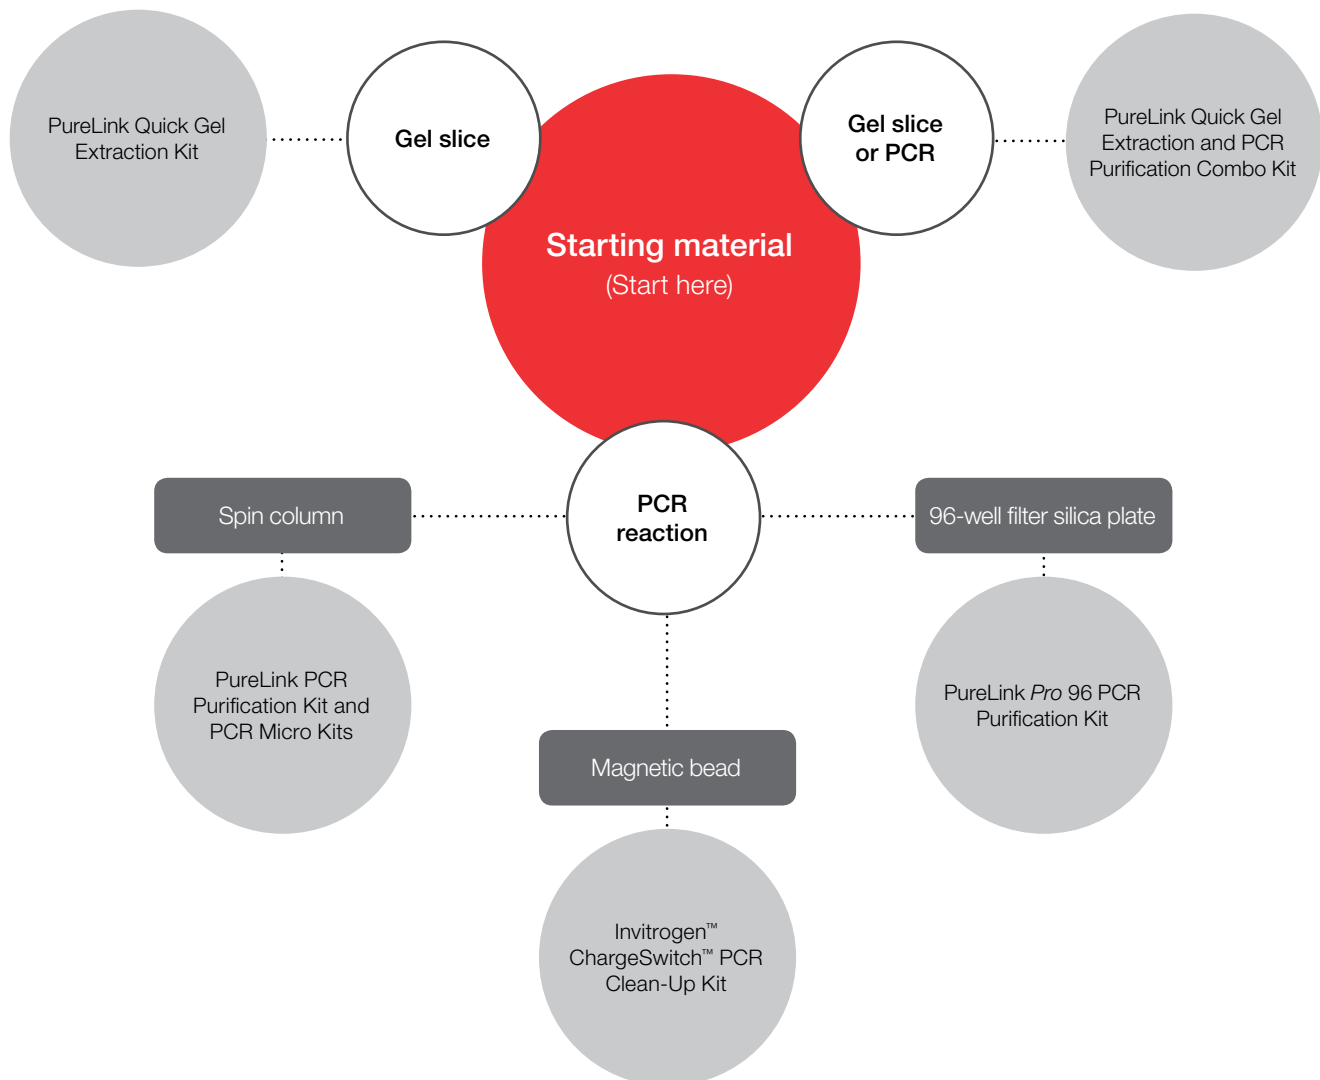 PureLink Quick Gel
Extraction Kit
Gel slice
Gel slice
or PCR
PureLink Quick Gel
Extraction and PCR
Purification Combo Kit
Starting material
(Start here)
Spin column
PCR
reaction
96-well filter silica plate
PureLink PCR
Purification Kit and
PCR Micro Kits
PureLink Pro 96 PCR
Purification Kit
Magnetic bead
Invitrogen™
ChargeSwitch™ PCR
Clean-Up Kit